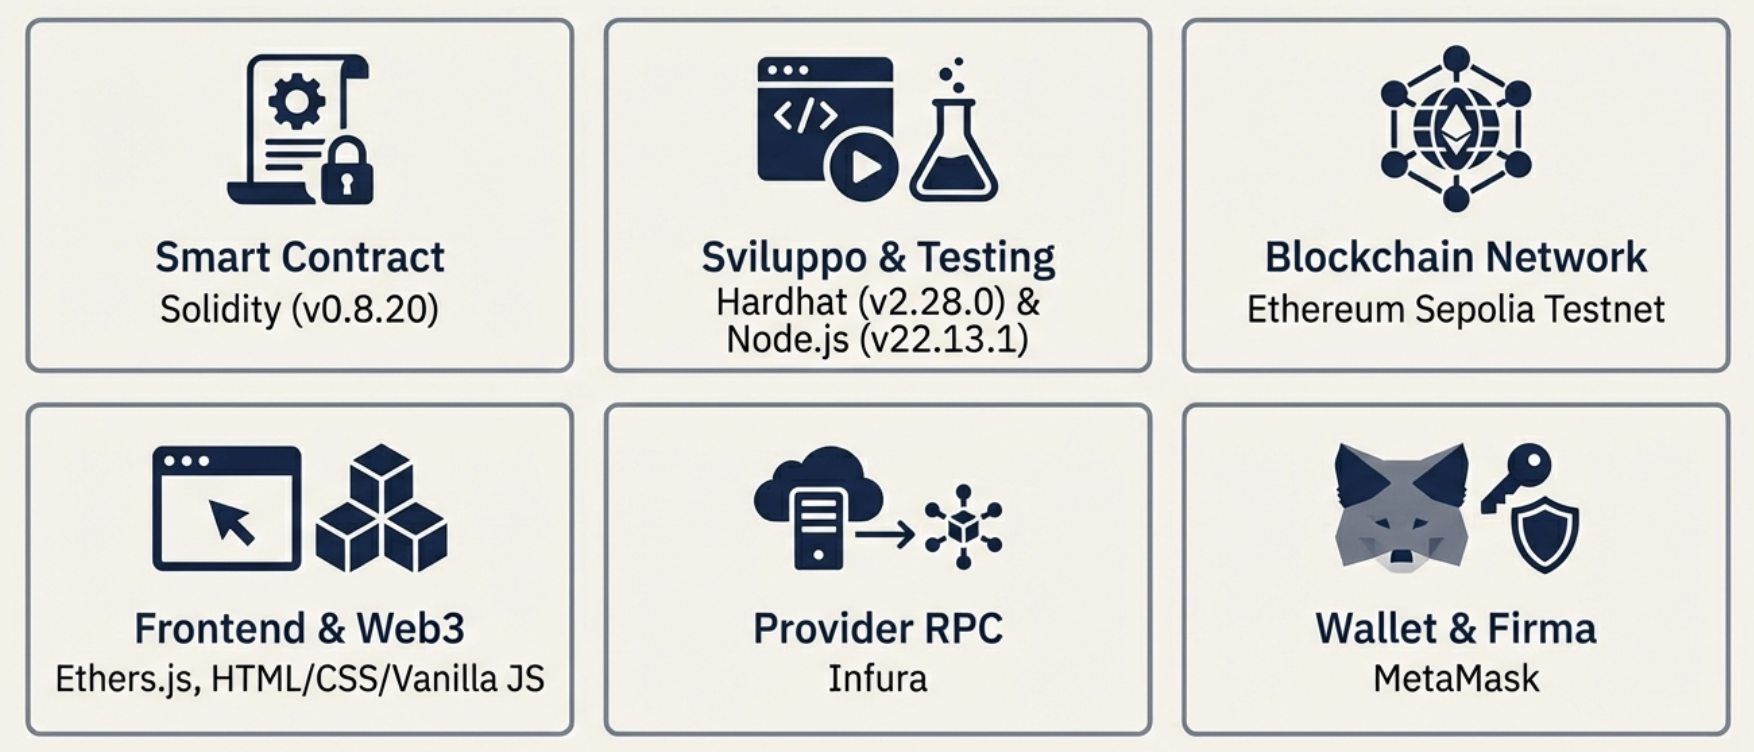 Smart Contract
Solidity (v0.8.20)
Sviluppo & Testing
Hardhat (v2.28.0) &
Node.js (v22.13.1)
Blockchain Network
Ethereum Sepolia Testnet
Frontend & Web3
Ethers.js, HTML/CSS/Vanilla JS
Provider RPC
Infura
Wallet & Firma
MetaMask